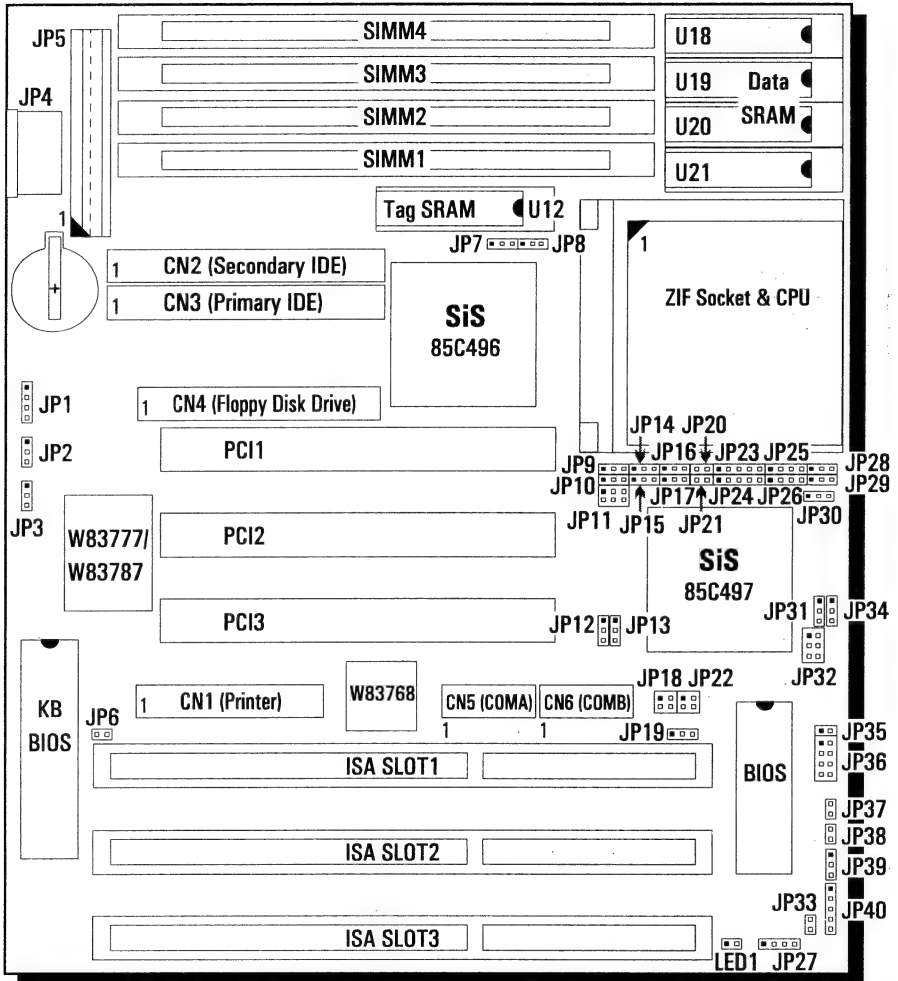 JP5
SIMM4
U18
SIMM3
U19
Data
JP4
SIMM2
U20
SRAM
SIMM1
U21
Tag SRAM
U12
1
JP7
JP8
1
1
CN2 (Secondary IDE)
1
CN3 (Primary IDE)
+
SiS
85C496
ZIF Socket & CPU
JP1
1
CN4 (Floppy Disk Drive)
JP14
JP20
JP2
PCI1
JP9
JP16
JP23
JP25
JP28
JP10
JP17
JP24
JP26
JP29
JP3
JP11
JP15
JP21
JP30
W83777/
W83787
PCI2
SiS
85C497
PCI3
JP12
JP13
JP31
JP34
JP32
KB
BIOS
JP6
1
CN1 (Printer)
W83768
CN5 (COMA)
CN6 (COMB)
1
1
JP18
JP22
JP19
JP35
JP36
ISA SLOT1
BIOS
JP37
JP38
ISA SLOT2
JP39
JP33
JP40
ISA SLOT3
LED1
JP27